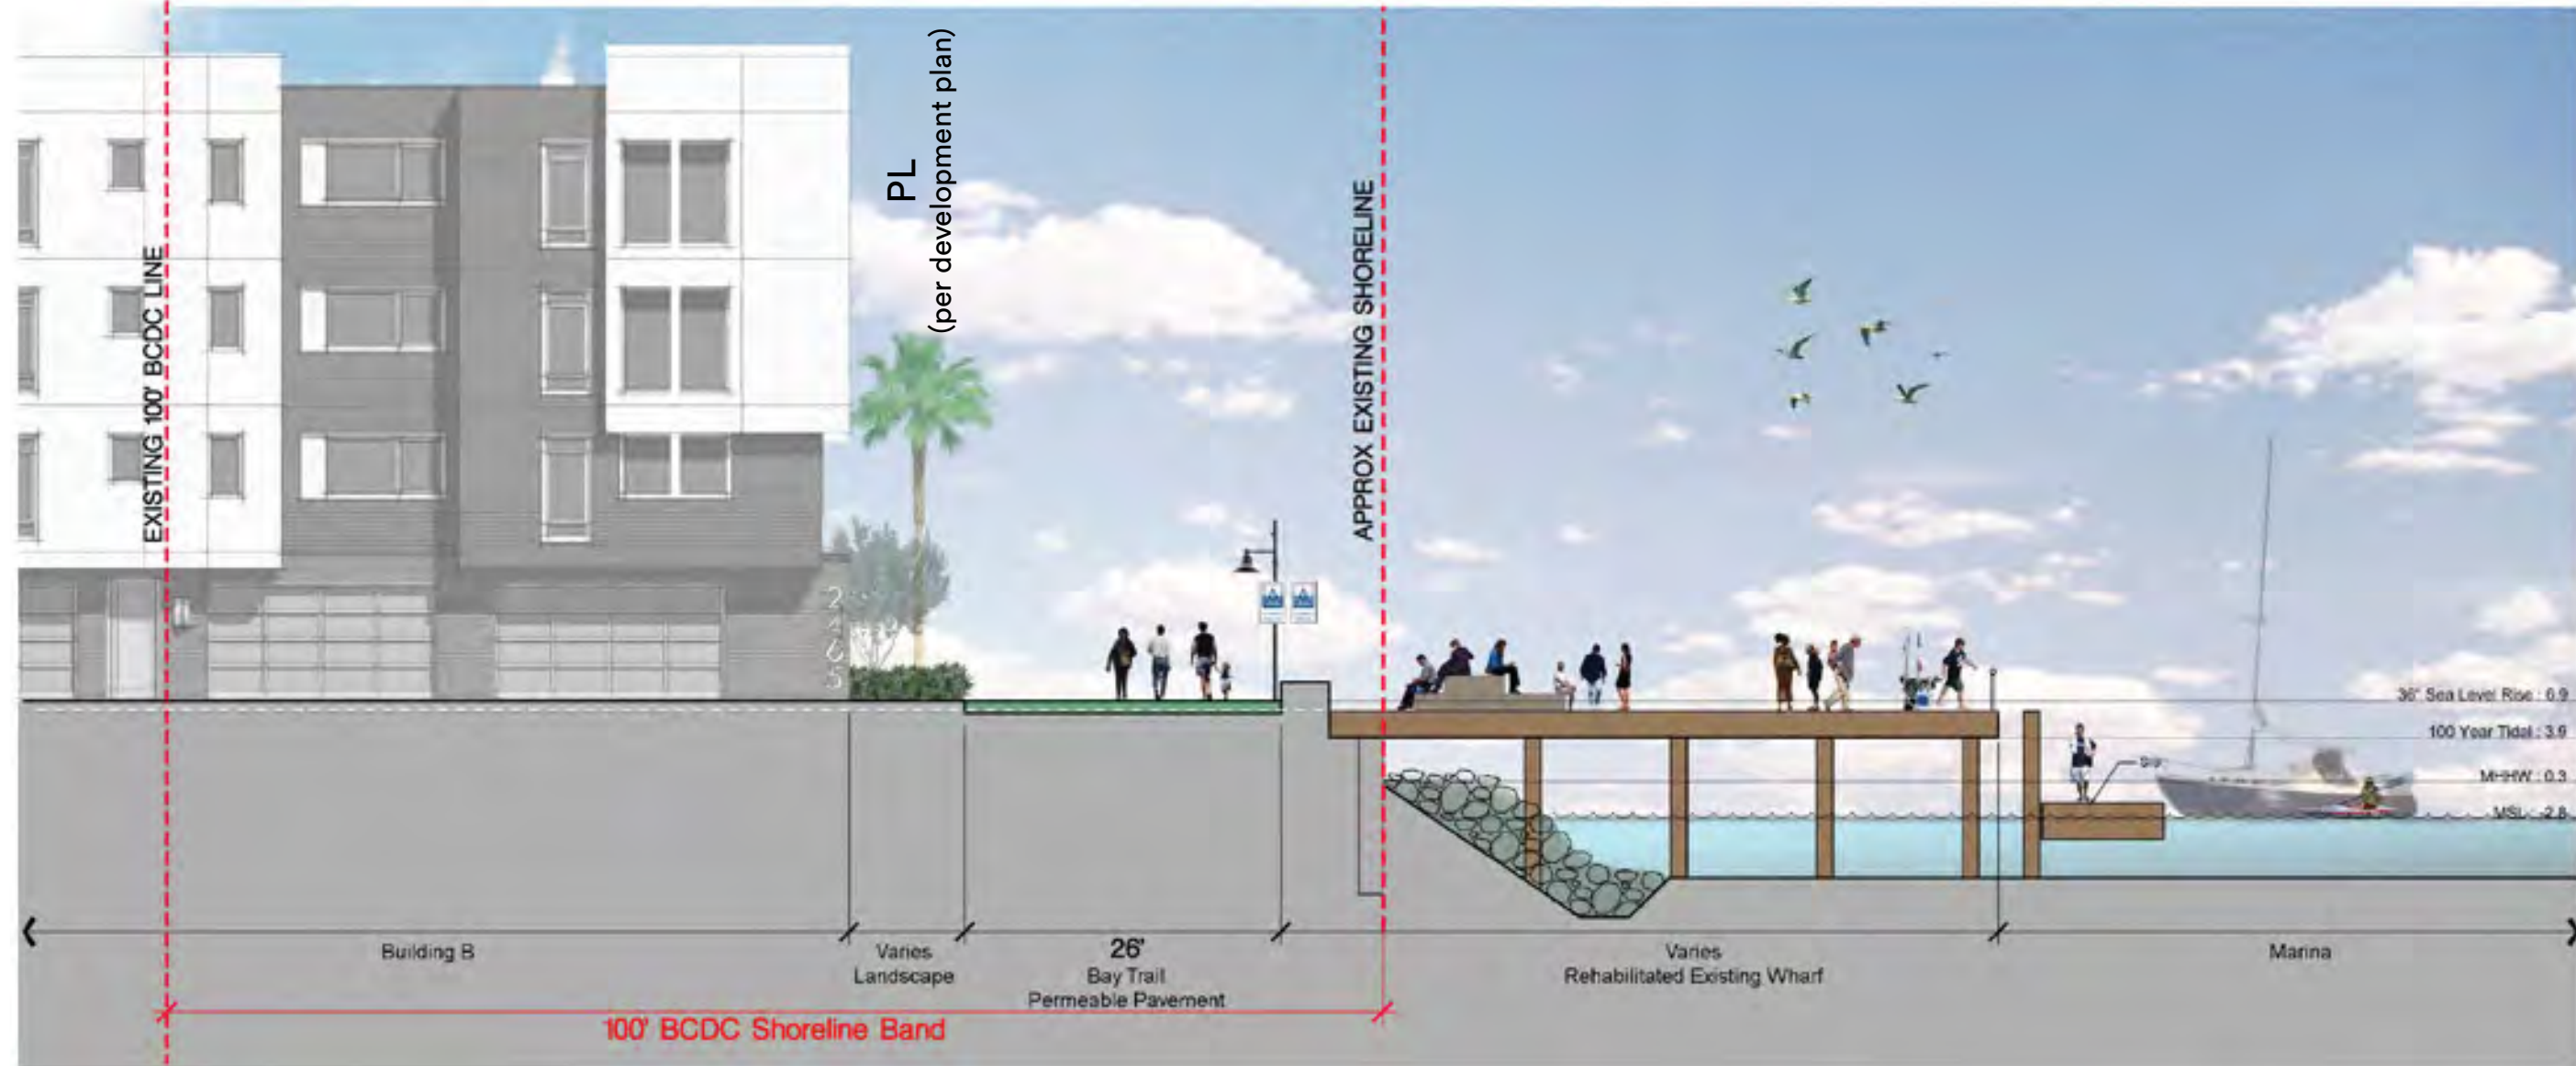 EXISTING 100' BCDC LINE
PL
(per development plan)
APPROX EXISTING SHORELINE
36" Sea Level Rise : 6.9
100 Year Tidal : 3.9
MHHW : 0.3
MSL : -2.8
Building B
Varies
Landscape
26'
Bay Trail
Permeable Pavement
Varies
Rehabilitated Existing Wharf
Marina
100' BCDC Shoreline Band